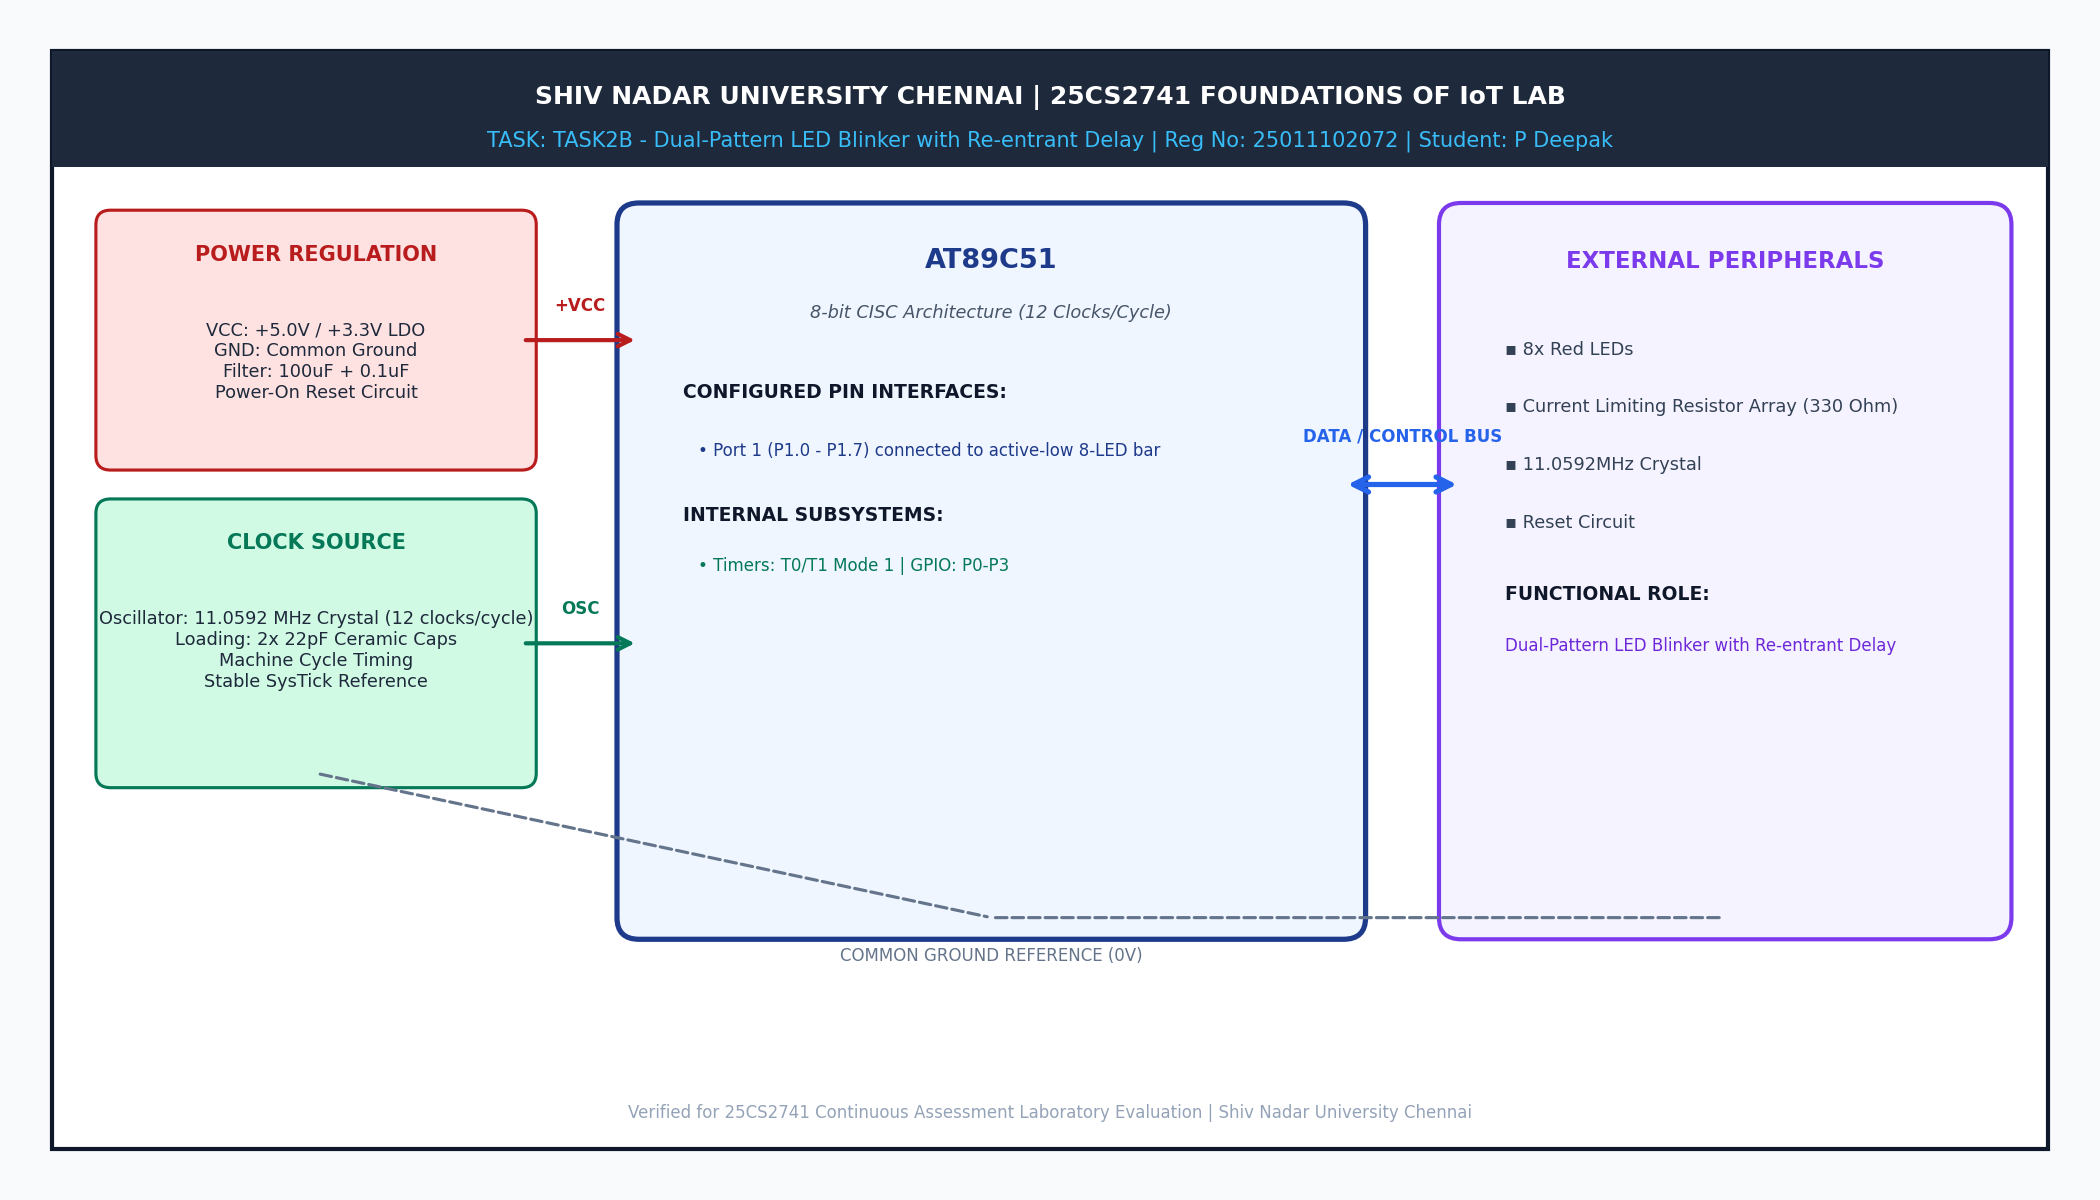 SHIV NADAR UNIVERSITY CHENNAI | 25CS2741 FOUNDATIONS OF IoT LAB
TASK: TASK2B - Dual-Pattern LED Blinker with Re-entrant Delay | Reg No: 25011102072 | Student: P Deepak
POWER REGULATION
VCC: +5.0V / +3.3V LDO
GND: Common Ground
Filter: 100uF + 0.1uF
Power-On Reset Circuit
+VCC
CLOCK SOURCE
Oscillator: 11.0592 MHz Crystal (12 clocks/cycle)
Loading: 2x 22pF Ceramic Caps
Machine Cycle Timing
Stable SysTick Reference
OSC
AT89C51
8-bit CISC Architecture (12 Clocks/Cycle)
CONFIGURED PIN INTERFACES:
• Port 1 (P1.0 - P1.7) connected to active-low 8-LED bar
INTERNAL SUBSYSTEMS:
• Timers: T0/T1 Mode 1 | GPIO: P0-P3
DATA / CONTROL BUS
EXTERNAL PERIPHERALS
▪ 8x Red LEDs
▪ Current Limiting Resistor Array (330 Ohm)
▪ 11.0592MHz Crystal
▪ Reset Circuit
FUNCTIONAL ROLE:
Dual-Pattern LED Blinker with Re-entrant Delay
COMMON GROUND REFERENCE (0V)
Verified for 25CS2741 Continuous Assessment Laboratory Evaluation | Shiv Nadar University Chennai